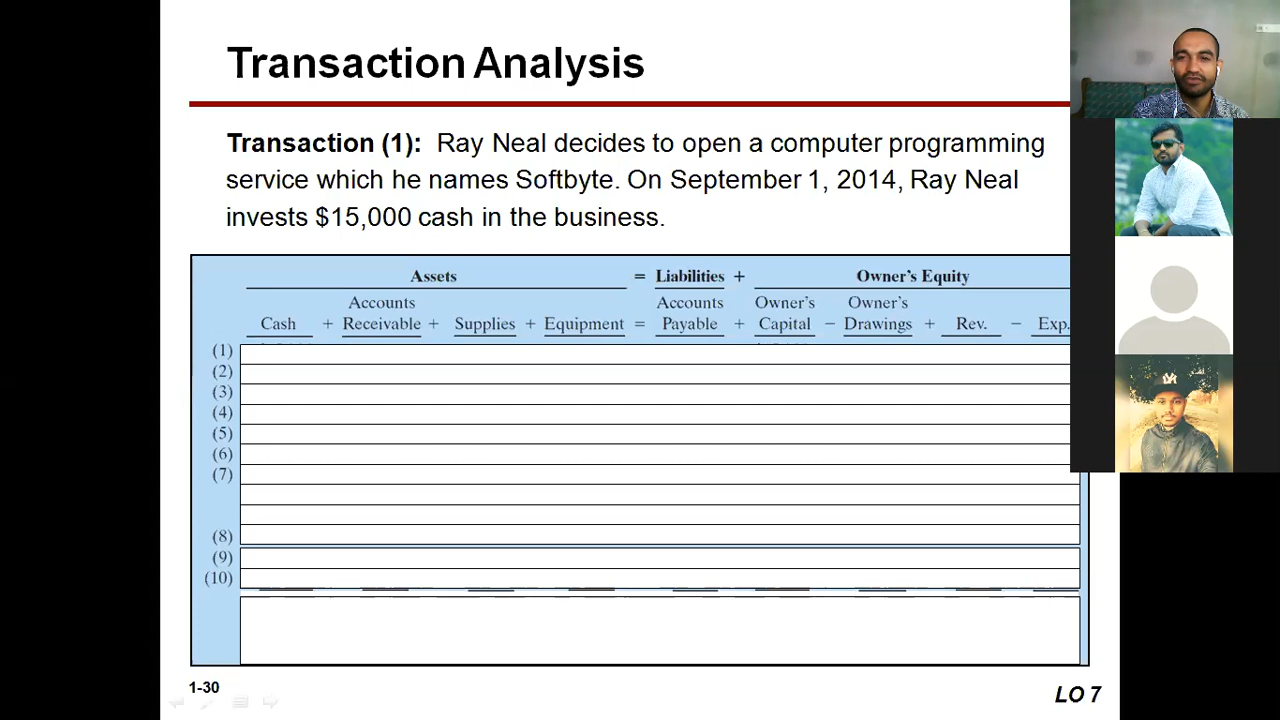 Transaction Analysis
Transaction (1): Ray Neal decides to open a computer programming
service which he names Softbyte. On September 1, 2014, Ray Neal
invests $15,000 cash in the business.
Assets = Liabilities + Owner's Equity
Accounts Accounts Owner's Owner's
Cash + Receivable + Supplies + Equipment = Payable + Capital − Drawings + Rev. − Exp.
(1)
(2)
(3)
(4)
(5)
(6)
(7)
(8)
(9)
(10)
1-30
LO 7